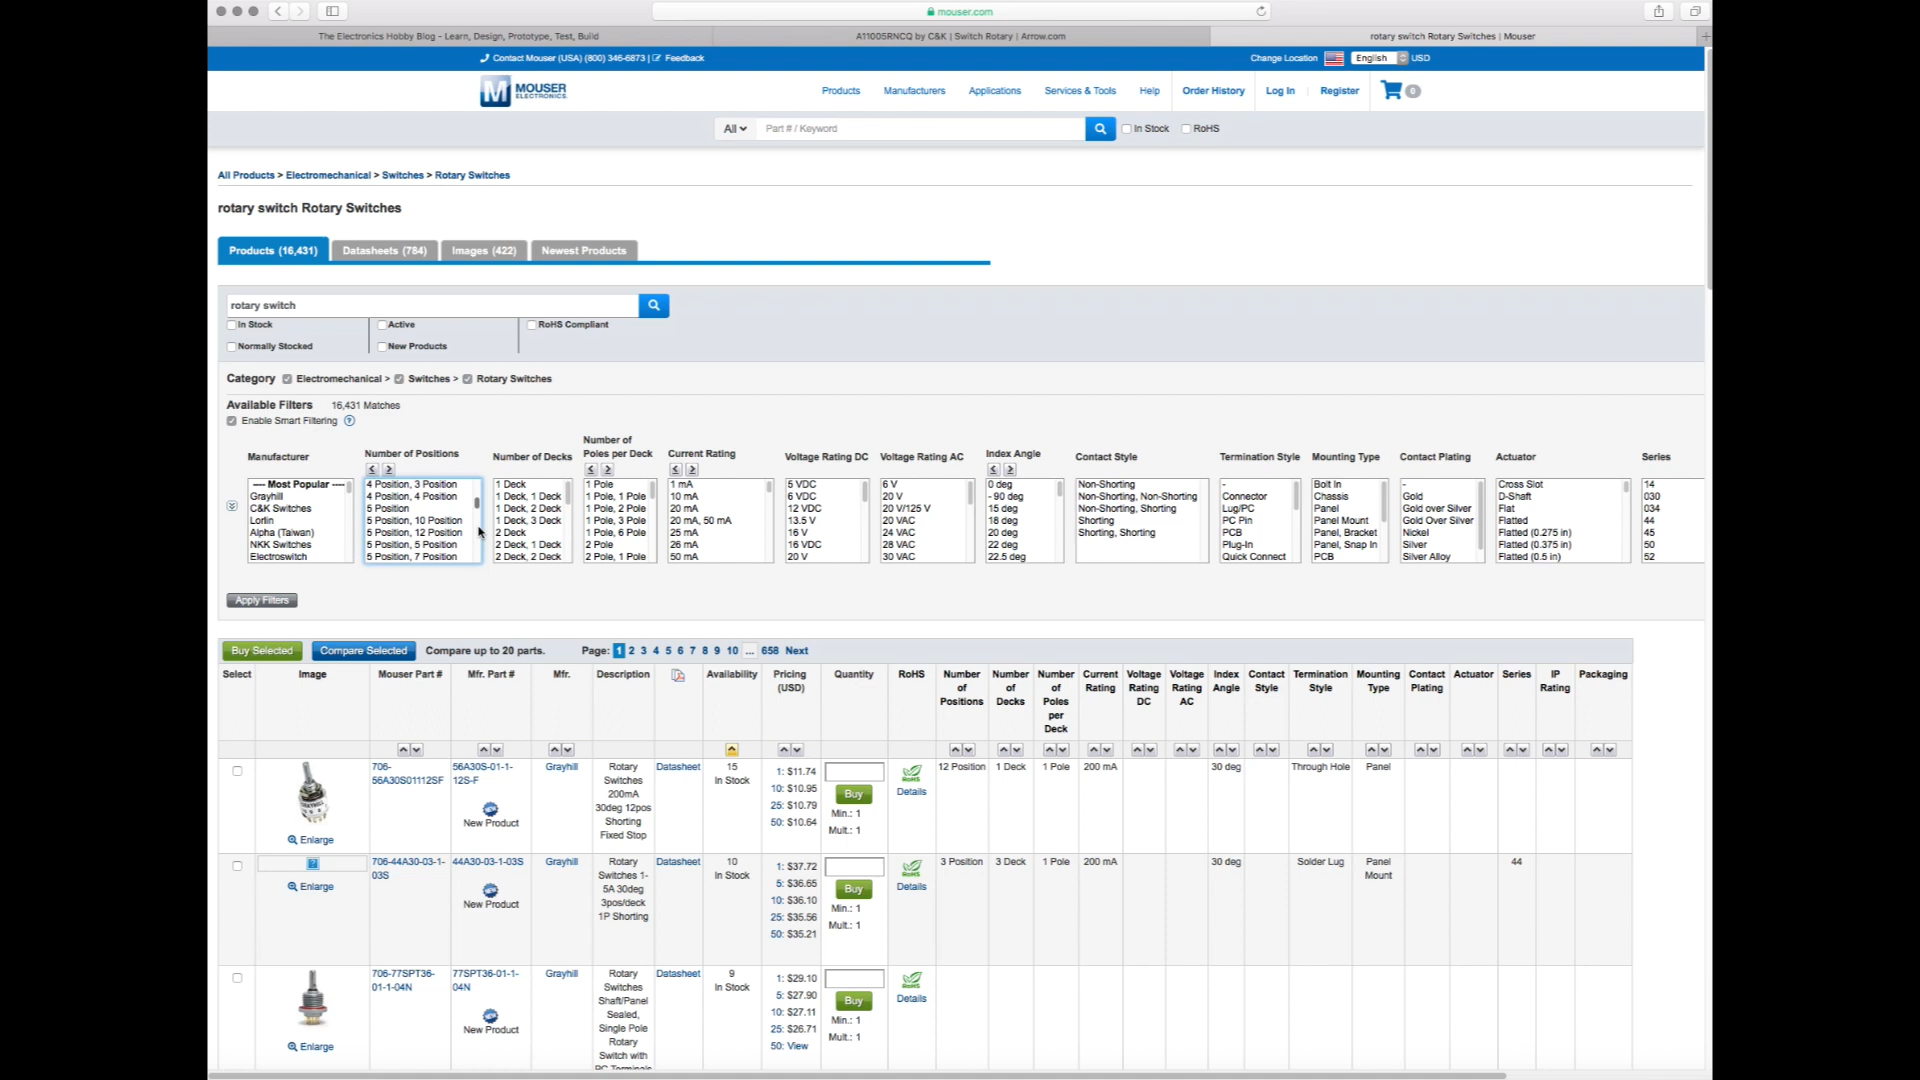 mouser.com
The Electronics Hobby Blog - Learn, Design, Prototype, Test, Build
A11005RNCQ by C&K | Switch Rotary | Arrow.com
rotary switch Rotary Switches | Mouser
Contact Mouser (USA) (800) 346-6873 | Feedback
Change Location English USD
M MOUSER ELECTRONICS
Products Manufacturers Applications Services & Tools Help Order History Log In Register 0
All Part # / Keyword In Stock RoHS
All Products > Electromechanical > Switches > Rotary Switches
rotary switch Rotary Switches
Products (16,431) Datasheets (784) Images (422) Newest Products
rotary switch
In Stock Active RoHS Compliant
Normally Stocked New Products
Category Electromechanical > Switches > Rotary Switches
Available Filters 16,431 Matches
Enable Smart Filtering ?
Manufacturer
---- Most Popular ----
Grayhill
C&K Switches
Lorlin
Alpha (Taiwan)
NKK Switches
Electroswitch
Number of Positions
4 Position, 3 Position
4 Position, 4 Position
5 Position
5 Position, 10 Position
5 Position, 12 Position
5 Position, 5 Position
5 Position, 7 Position
Number of Decks
1 Deck
1 Deck, 1 Deck
1 Deck, 2 Deck
1 Deck, 3 Deck
2 Deck
2 Deck, 1 Deck
2 Deck, 2 Deck
Number of
Poles per Deck
1 Pole
1 Pole, 1 Pole
1 Pole, 2 Pole
1 Pole, 3 Pole
1 Pole, 6 Pole
2 Pole
2 Pole, 1 Pole
Current Rating
1 mA
10 mA
20 mA
20 mA, 50 mA
25 mA
26 mA
50 mA
Voltage Rating DC
5 VDC
6 VDC
12 VDC
13.5 V
16 V
16 VDC
20 V
Voltage Rating AC
6 V
20 V
20 V/125 V
20 VAC
24 VAC
28 VAC
30 VAC
Index Angle
0 deg
- 90 deg
15 deg
18 deg
20 deg
22 deg
22.5 deg
Contact Style
Non-Shorting
Non-Shorting, Non-Shorting
Non-Shorting, Shorting
Shorting
Shorting, Shorting
Termination Style
-
Connector
Lug/PC
PC Pin
PCB
Plug-In
Quick Connect
Mounting Type
Bolt In
Chassis
Panel
Panel Mount
Panel, Bracket
Panel, Snap In
PCB
Contact Plating
-
Gold
Gold over Silver
Gold Over Silver
Nickel
Silver
Silver Alloy
Actuator
Cross Slot
D-Shaft
Flat
Flatted
Flatted (0.275 in)
Flatted (0.375 in)
Flatted (0.5 in)
Series
14
030
034
44
45
50
52
Apply Filters
Buy Selected Compare Selected Compare up to 20 parts. Page: 1 2 3 4 5 6 7 8 9 10 ... 658 Next
Select
Image
Mouser Part #
Mfr. Part #
Mfr.
Description
Availability
Pricing
(USD)
Quantity
RoHS
Number
of
Positions
Number
of
Decks
Number
of
Poles
per
Deck
Current
Rating
Voltage
Rating
DC
Voltage
Rating
AC
Index
Angle
Contact
Style
Termination
Style
Mounting
Type
Contact
Plating
Actuator
Series
IP
Rating
Packaging
Enlarge
706-
56A30S01112SF
56A30S-01-1-
12S-F
New Product
Grayhill
Rotary
Switches
200mA
30deg 12pos
Shorting
Fixed Stop
Datasheet
15
In Stock
1: $11.74
10: $10.95
25: $10.79
50: $10.64
Buy
Min.: 1
Mult.: 1
RoHS
Details
12 Position
1 Deck
1 Pole
200 mA
30 deg
Through Hole
Panel
?
Enlarge
706-44A30-03-1-
03S
44A30-03-1-03S
New Product
Grayhill
Rotary
Switches 1-
5A 30deg
3pos/deck
1P Shorting
Datasheet
10
In Stock
1: $37.72
5: $36.65
10: $36.10
25: $35.56
50: $35.21
Buy
Min.: 1
Mult.: 1
RoHS
Details
3 Position
3 Deck
1 Pole
200 mA
30 deg
Solder Lug
Panel
Mount
44
Enlarge
706-77SPT36-
01-1-04N
77SPT36-01-1-
04N
New Product
Grayhill
Rotary
Switches
Shaft/Panel
Sealed,
Single Pole
Rotary
Switch with
PC Terminals
Datasheet
9
In Stock
1: $29.10
5: $27.90
10: $27.11
25: $26.71
50: View
Buy
Min.: 1
Mult.: 1
RoHS
Details